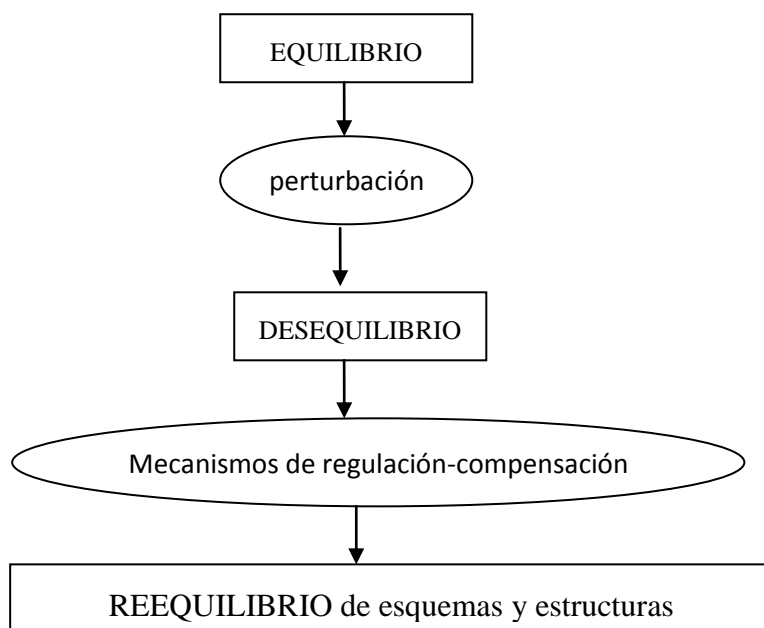 EQUILIBRIO
perturbación
DESEQUILIBRIO
Mecanismos de regulación-compensación
REEQUILIBRIO de esquemas y estructuras